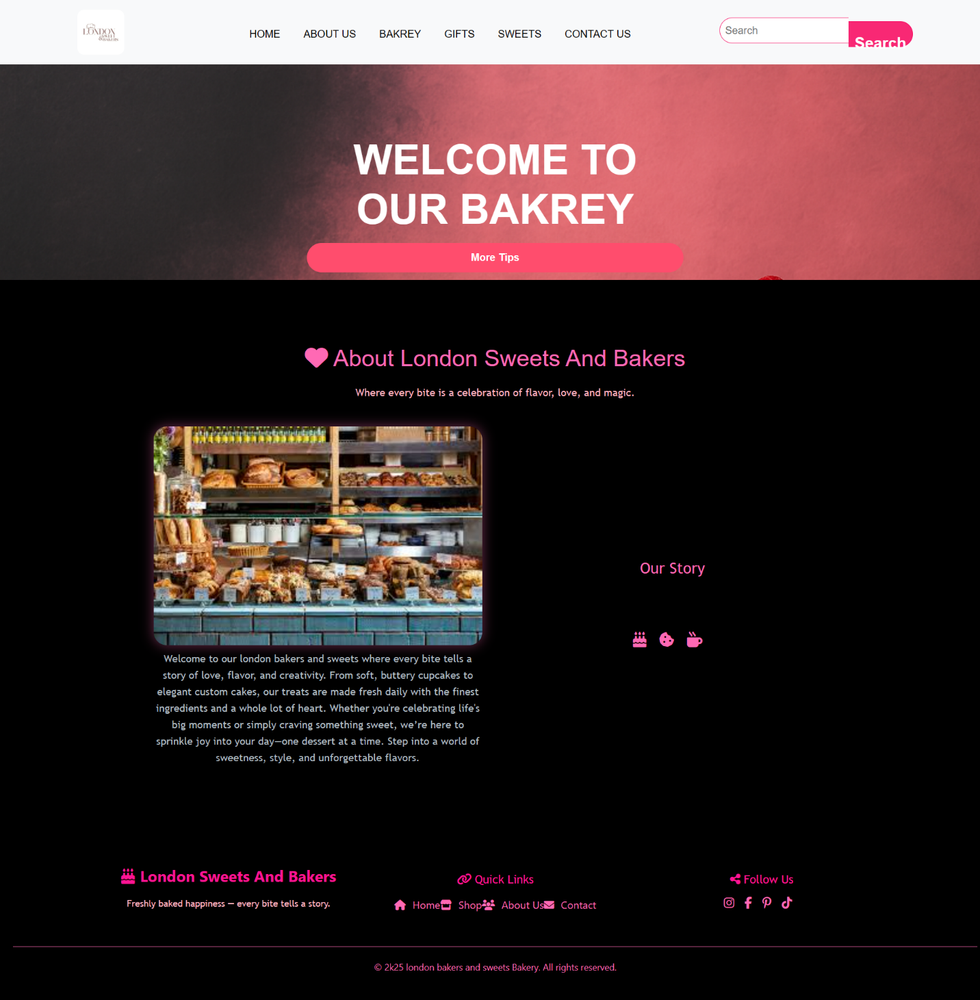 LONDON
& SWEET
& BAKERS
HOME ABOUT US BAKREY GIFTS SWEETS CONTACT US
Search
Search
WELCOME TO
OUR BAKREY
More Tips
About London Sweets And Bakers
Where every bite is a celebration of flavor, love, and magic.
Welcome to our london bakers and sweets where every bite tells a
story of love, flavor, and creativity. From soft, buttery cupcakes to
elegant custom cakes, our treats are made fresh daily with the finest
ingredients and a whole lot of heart. Whether you're celebrating life's
big moments or simply craving something sweet, we’re here to
sprinkle joy into your day—one dessert at a time. Step into a world of
sweetness, style, and unforgettable flavors.
Our Story
London Sweets And Bakers
Freshly baked happiness — every bite tells a story.
Quick Links
Home Shop About Us Contact
Follow Us
© 2k25 london bakers and sweets Bakery. All rights reserved.